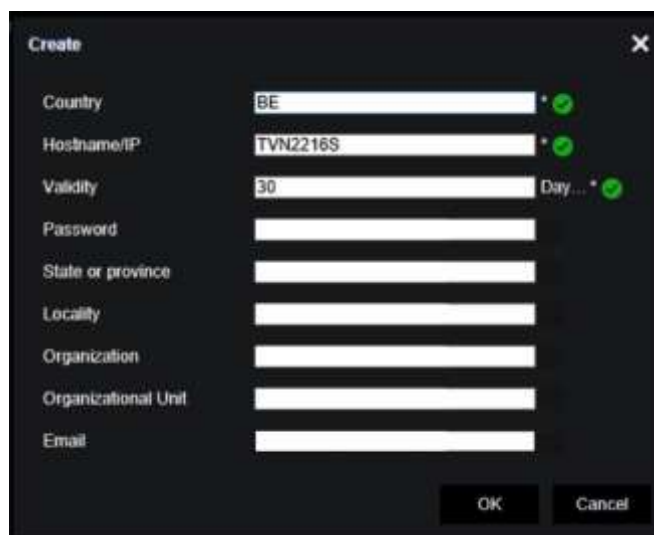 Create
Country BE *
Hostname/IP TVN2216S *
Validity 30 Day... *
Password
State or province
Locality
Organization
Organizational Unit
Email
OK Cancel